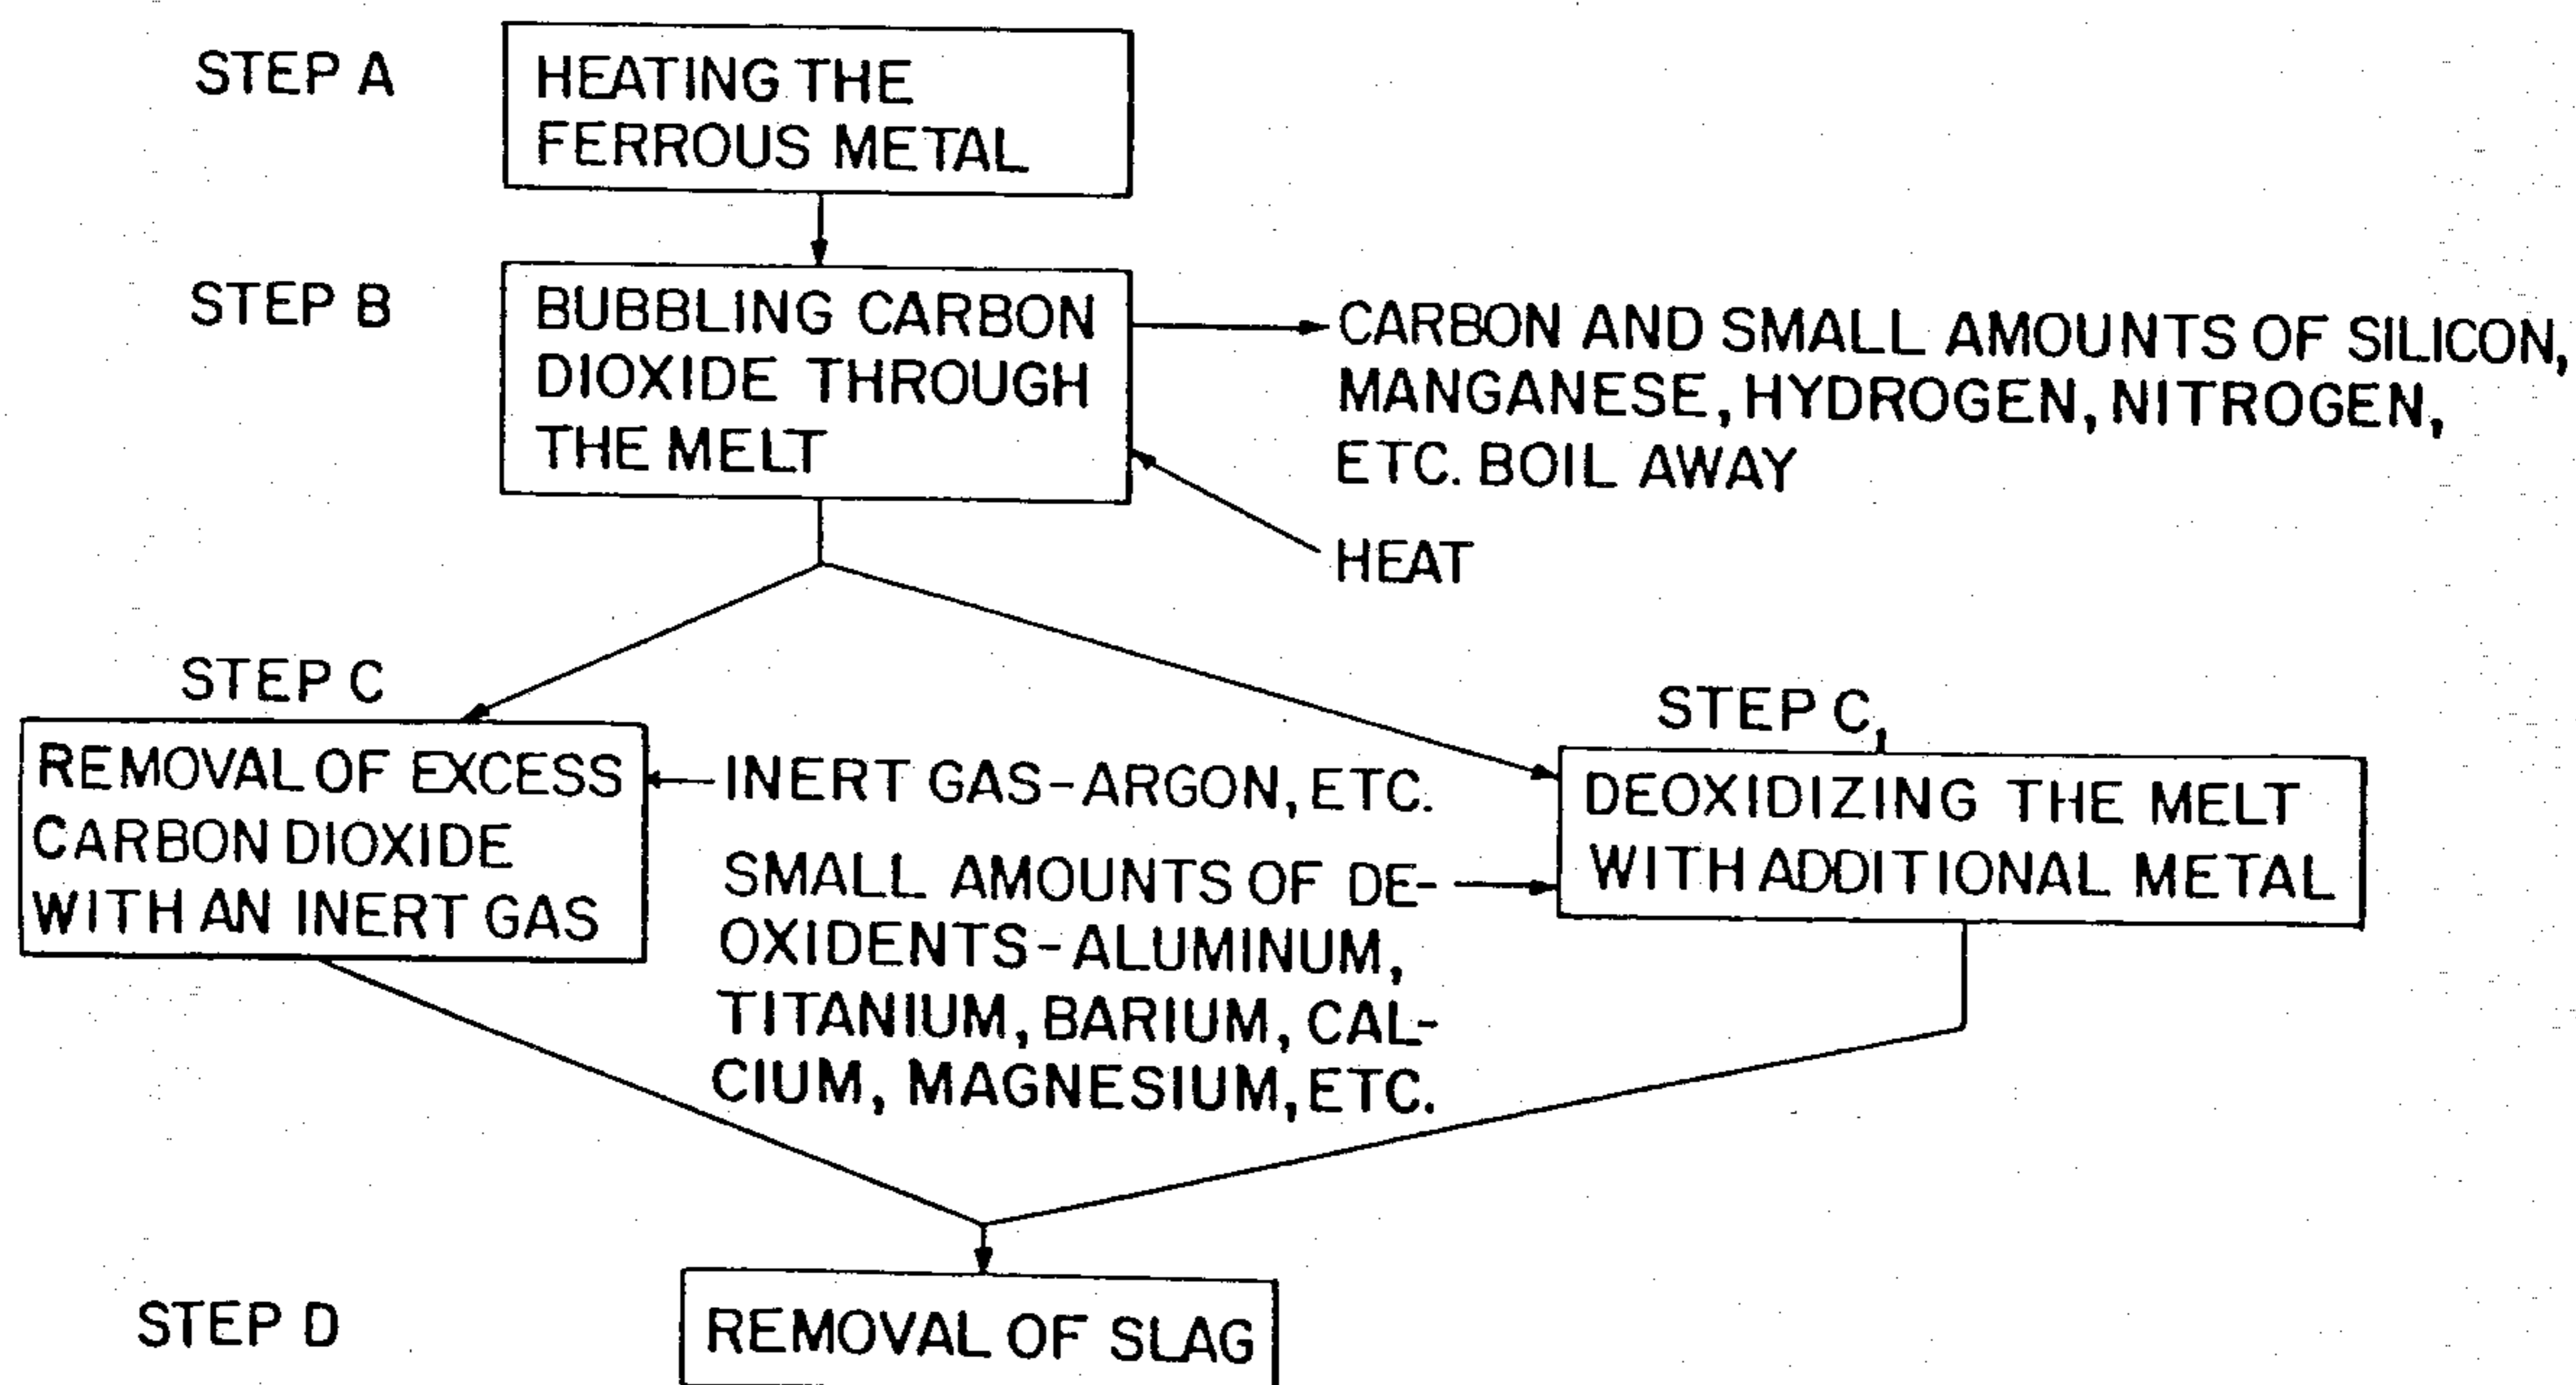 STEP A
HEATING THE
FERROUS METAL
STEP B
BUBBLING CARBON
DIOXIDE THROUGH
THE MELT
CARBON AND SMALL AMOUNTS OF SILICON,
MANGANESE, HYDROGEN, NITROGEN,
ETC. BOIL AWAY
HEAT
STEP C
REMOVAL OF EXCESS
CARBON DIOXIDE
WITH AN INERT GAS
INERT GAS-ARGON, ETC.
SMALL AMOUNTS OF DE-
OXIDENTS-ALUMINUM,
TITANIUM, BARIUM, CAL-
CIUM, MAGNESIUM, ETC.
STEP C₁
DEOXIDIZING THE MELT
WITH ADDITIONAL METAL
STEP D
REMOVAL OF SLAG